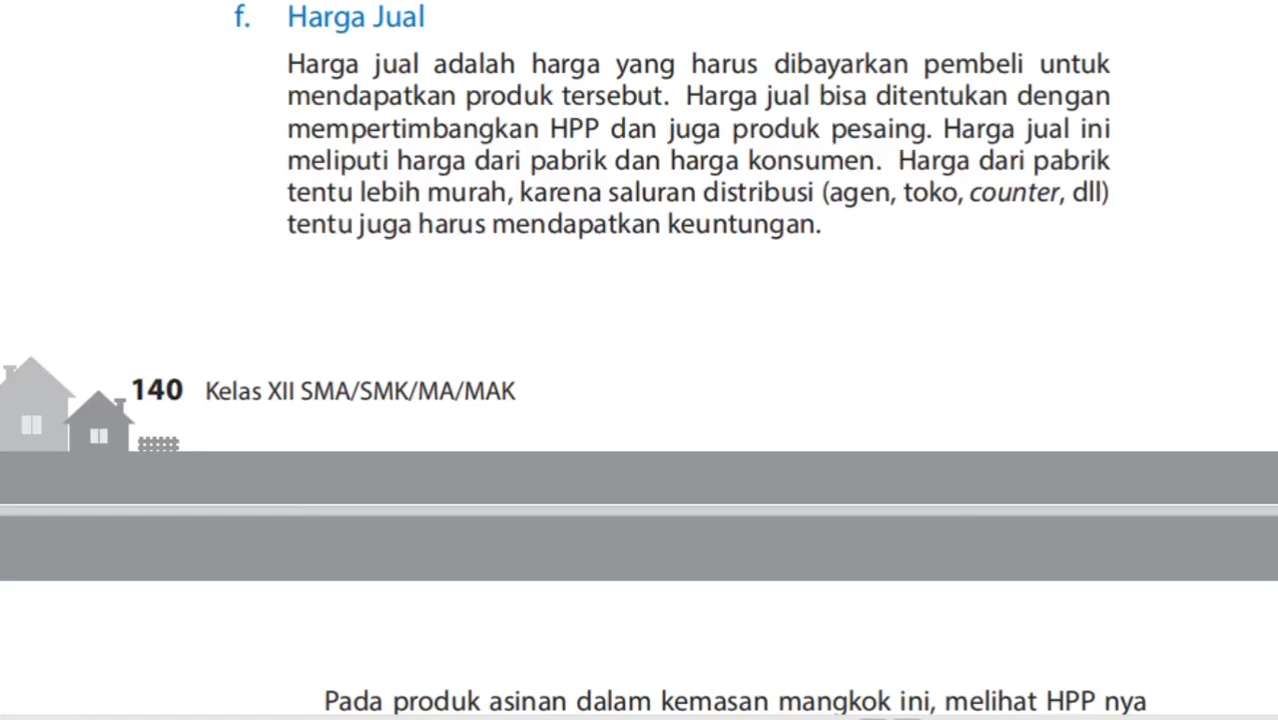 f. Harga Jual
Harga jual adalah harga yang harus dibayarkan pembeli untuk
mendapatkan produk tersebut. Harga jual bisa ditentukan dengan
mempertimbangkan HPP dan juga produk pesaing. Harga jual ini
meliputi harga dari pabrik dan harga konsumen. Harga dari pabrik
tentu lebih murah, karena saluran distribusi (agen, toko, counter, dll)
tentu juga harus mendapatkan keuntungan.
140 Kelas XII SMA/SMK/MA/MAK
Pada produk asinan dalam kemasan mangkok ini, melihat HPP nya